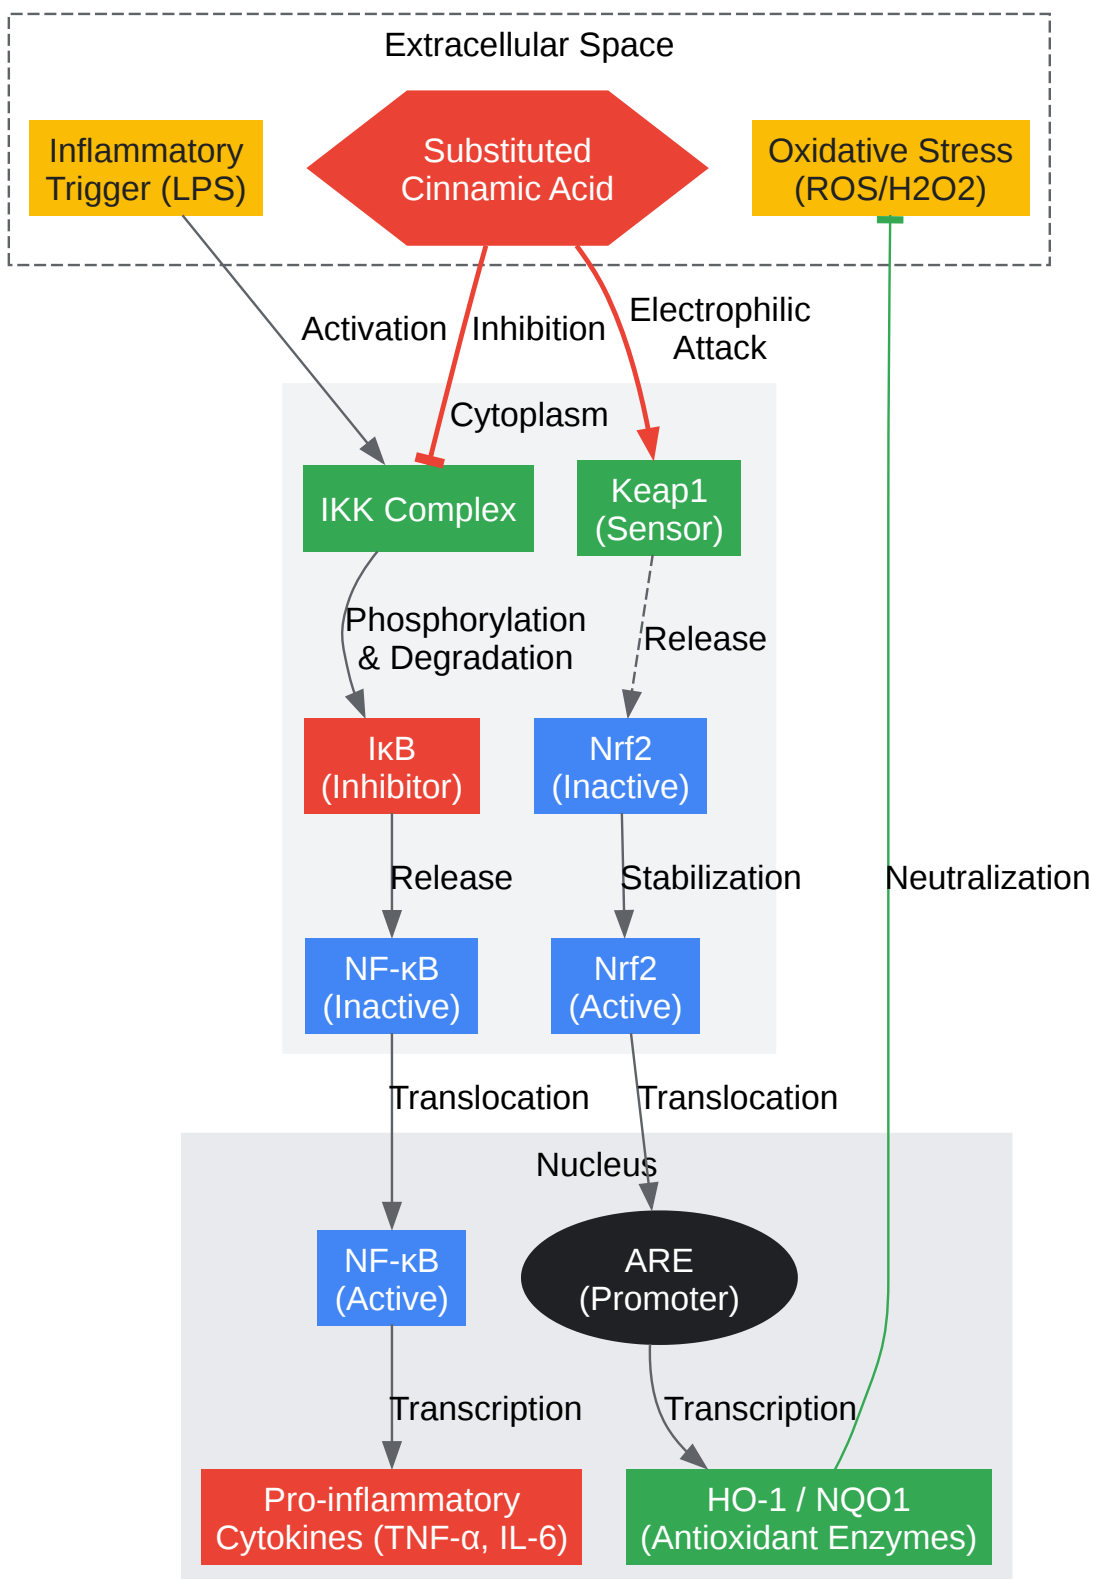 Extracellular Space
Inflammatory
Trigger (LPS)
Substituted
Cinnamic Acid
Oxidative Stress
(ROS/H2O2)
Activation
Inhibition
Electrophilic
Attack
Cytoplasm
IKK Complex
Keap1
(Sensor)
Phosphorylation
& Degradation
Release
IκB
(Inhibitor)
Nrf2
(Inactive)
Release
Stabilization
Neutralization
NF-κB
(Inactive)
Nrf2
(Active)
Translocation
Translocation
Nucleus
NF-κB
(Active)
ARE
(Promoter)
Transcription
Transcription
Pro-inflammatory
Cytokines (TNF-α, IL-6)
HO-1 / NQO1
(Antioxidant Enzymes)